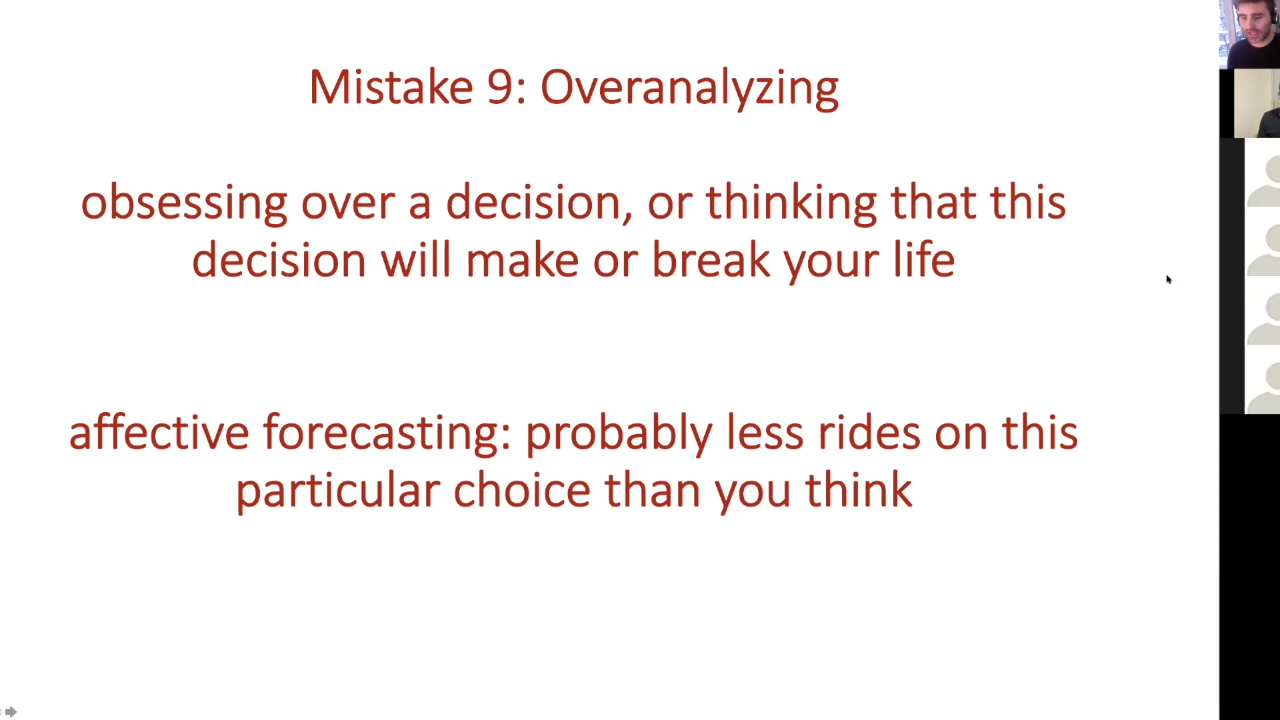 Mistake 9: Overanalyzing
obsessing over a decision, or thinking that this
decision will make or break your life
affective forecasting: probably less rides on this
particular choice than you think